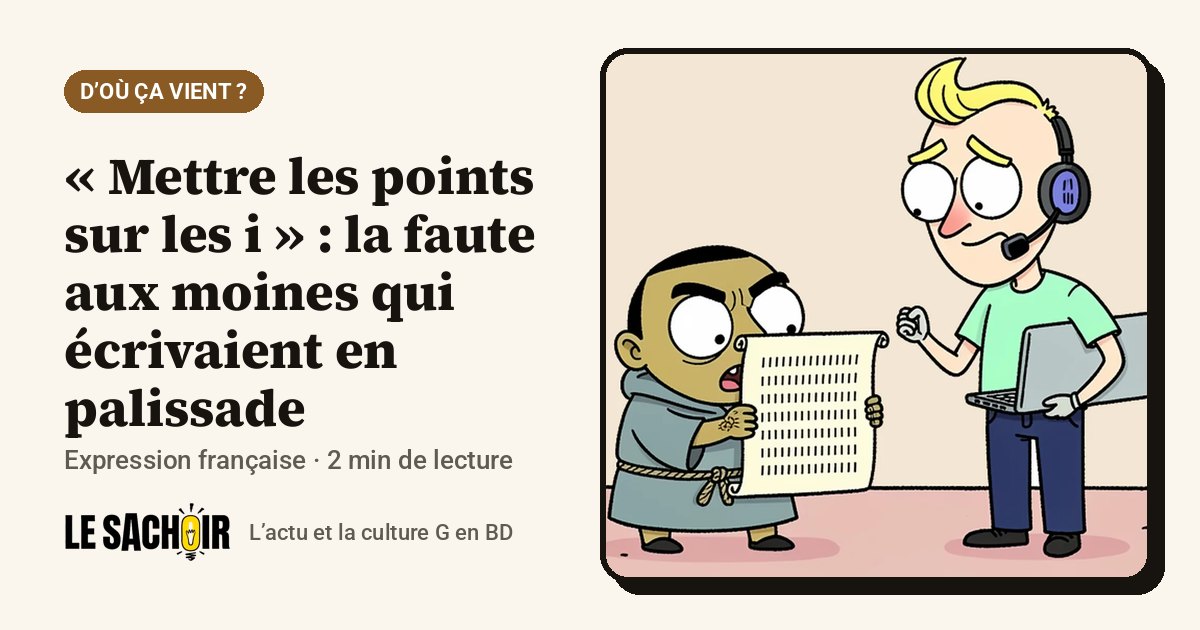 D’OÙ ÇA VIENT ?
« Mettre les points
sur les i » : la faute
aux moines qui
écrivaient en
palissade
Expression française · 2 min de lecture
LE SACHOIR
L’actu et la culture G en BD